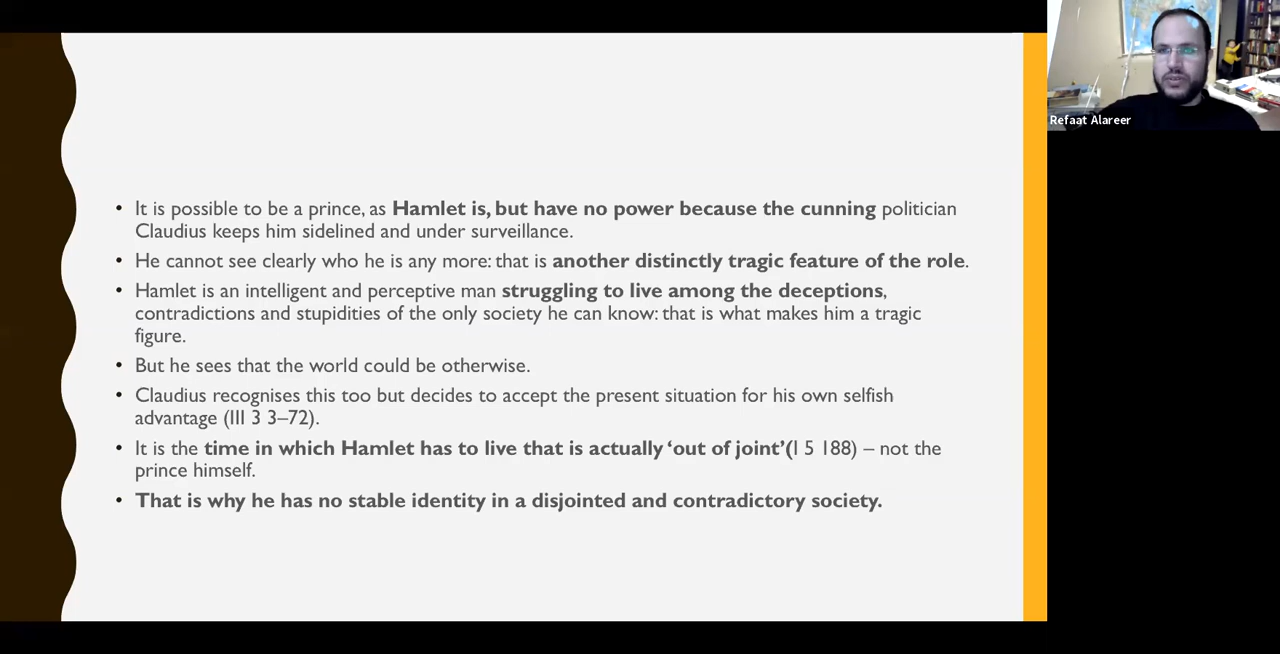 • It is possible to be a prince, as Hamlet is, but have no power because the cunning politician
Claudius keeps him sidelined and under surveillance.
• He cannot see clearly who he is any more: that is another distinctly tragic feature of the role.
• Hamlet is an intelligent and perceptive man struggling to live among the deceptions,
contradictions and stupidities of the only society he can know: that is what makes him a tragic
figure.
• But he sees that the world could be otherwise.
• Claudius recognises this too but decides to accept the present situation for his own selfish
advantage (III 3 3–72).
• It is the time in which Hamlet has to live that is actually ‘out of joint’(I 5 188) – not the
prince himself.
• That is why he has no stable identity in a disjointed and contradictory society.
Refaat Alareer